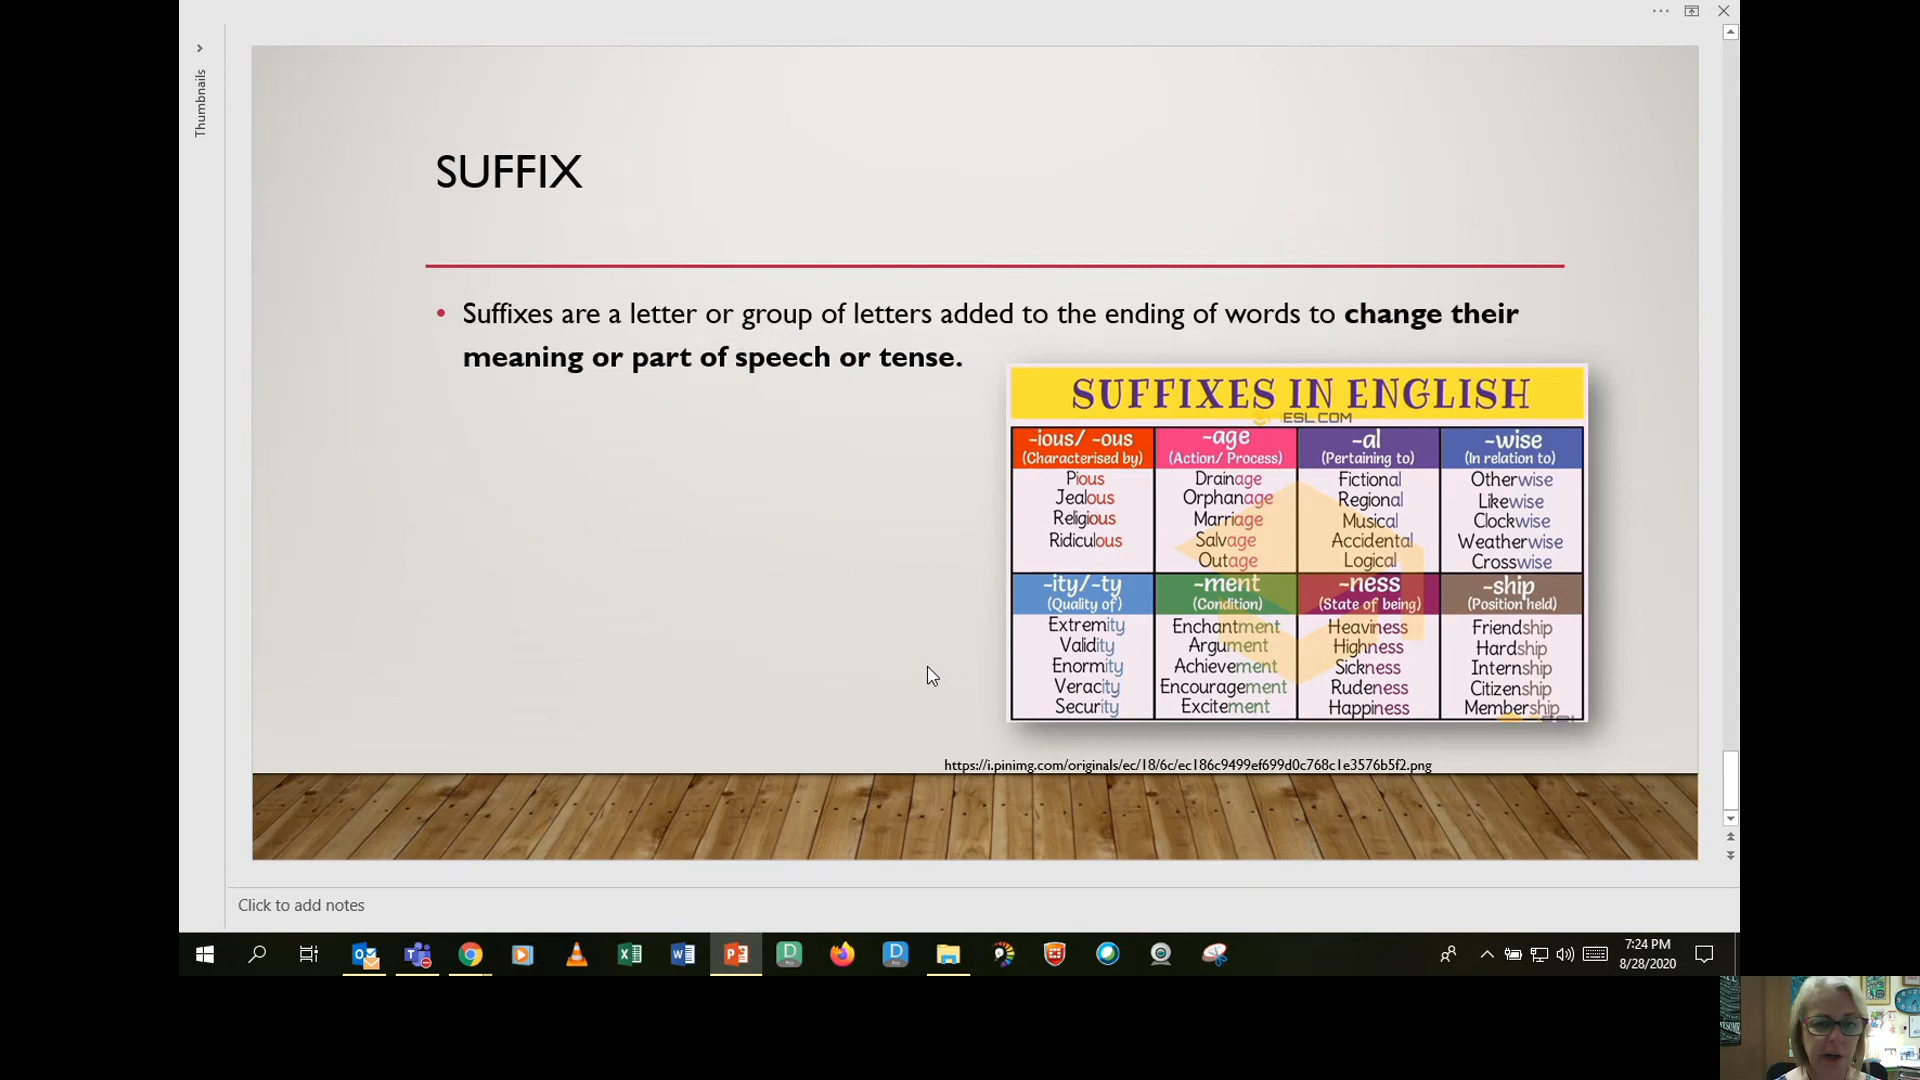 Thumbnails
SUFFIX
• Suffixes are a letter or group of letters added to the ending of words to change their
meaning or part of speech or tense.
SUFFIXES IN ENGLISH
ESL.COM
-ious/ -ous
(Characterised by)
Pious
Jealous
Religious
Ridiculous
-age
(Action/ Process)
Drainage
Orphanage
Marriage
Salvage
Outage
-al
(Pertaining to)
Fictional
Regional
Musical
Accidental
Logical
-wise
(In relation to)
Otherwise
Likewise
Clockwise
Weatherwise
Crosswise
-ity/-ty
(Quality of)
Extremity
Validity
Enormity
Veracity
Security
-ment
(Condition)
Enchantment
Argument
Achievement
Encouragement
Excitement
-ness
(State of being)
Heaviness
Highness
Sickness
Rudeness
Happiness
-ship
(Position held)
Friendship
Hardship
Internship
Citizenship
Membership
https://i.pinimg.com/originals/ec/18/6c/ec186c9499ef699d0c768c1e3576b5f2.png
Click to add notes
7:24 PM
8/28/2020